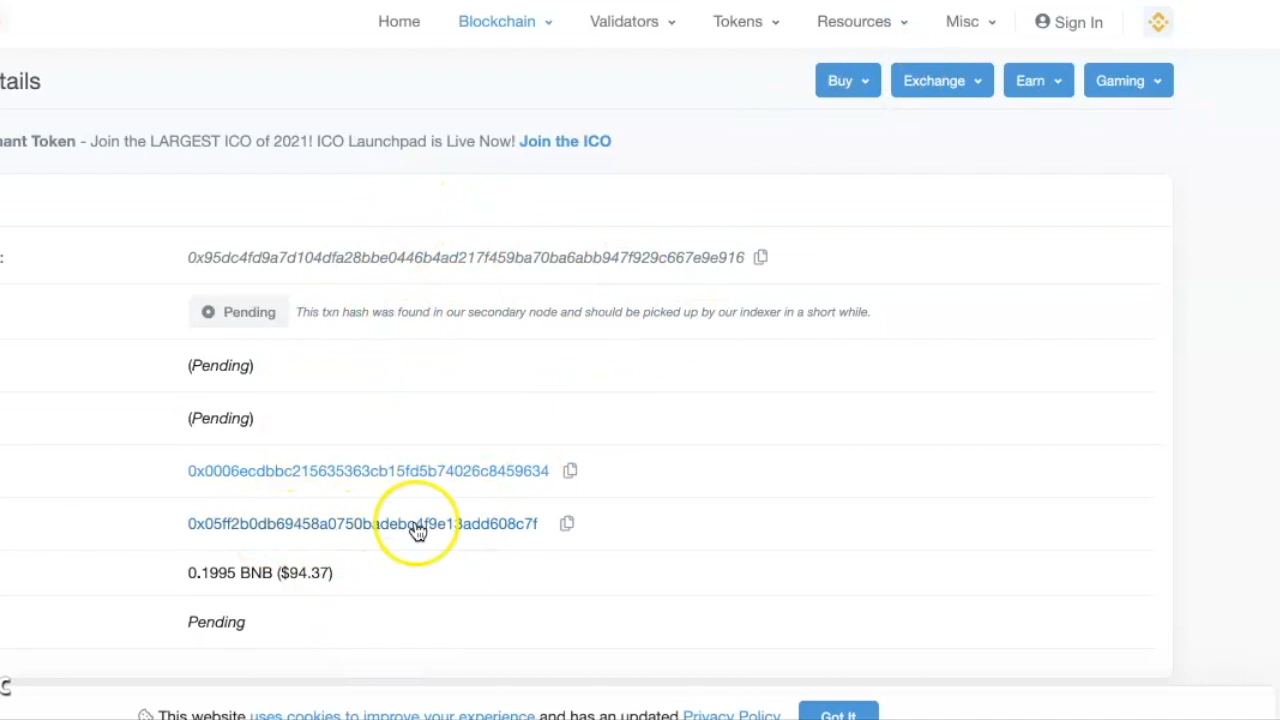 Home Blockchain Validators Tokens Resources Misc Sign In
tails
Buy Exchange Earn Gaming
nant Token - Join the LARGEST ICO of 2021! ICO Launchpad is Live Now! Join the ICO
: 0x95dc4fd9a7d104dfa28bbe0446b4ad217f459ba70ba6abb947f929c667e9e916
Pending This txn hash was found in our secondary node and should be picked up by our indexer in a short while.
(Pending)
(Pending)
0x0006ecdbbc215635363cb15fd5b74026c8459634
0x05ff2b0db69458a0750badebc4f9e13add608c7f
0.1995 BNB ($94.37)
Pending
This website uses cookies to improve your experience and has an updated Privacy Policy. Got It